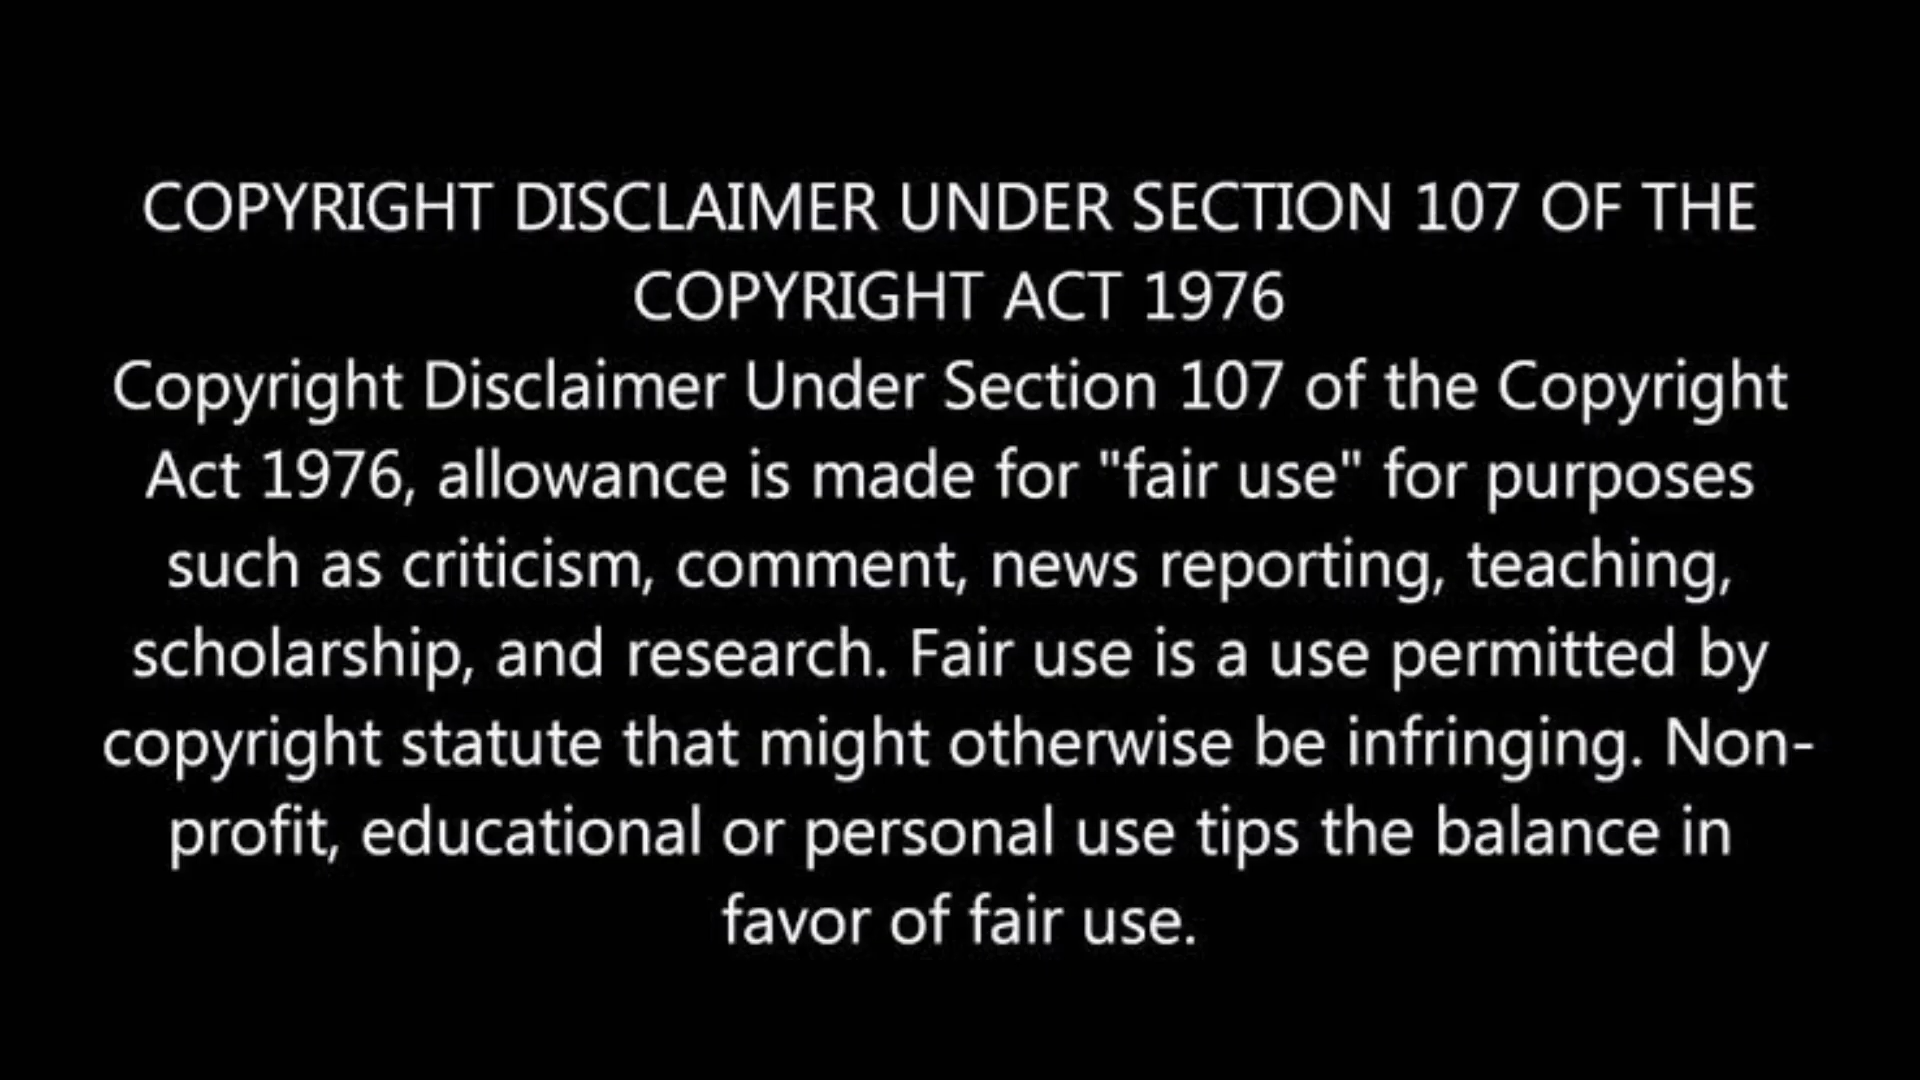 COPYRIGHT DISCLAIMER UNDER SECTION 107 OF THE
COPYRIGHT ACT 1976
Copyright Disclaimer Under Section 107 of the Copyright
Act 1976, allowance is made for "fair use" for purposes
such as criticism, comment, news reporting, teaching,
scholarship, and research. Fair use is a use permitted by
copyright statute that might otherwise be infringing. Non-
profit, educational or personal use tips the balance in
favor of fair use.